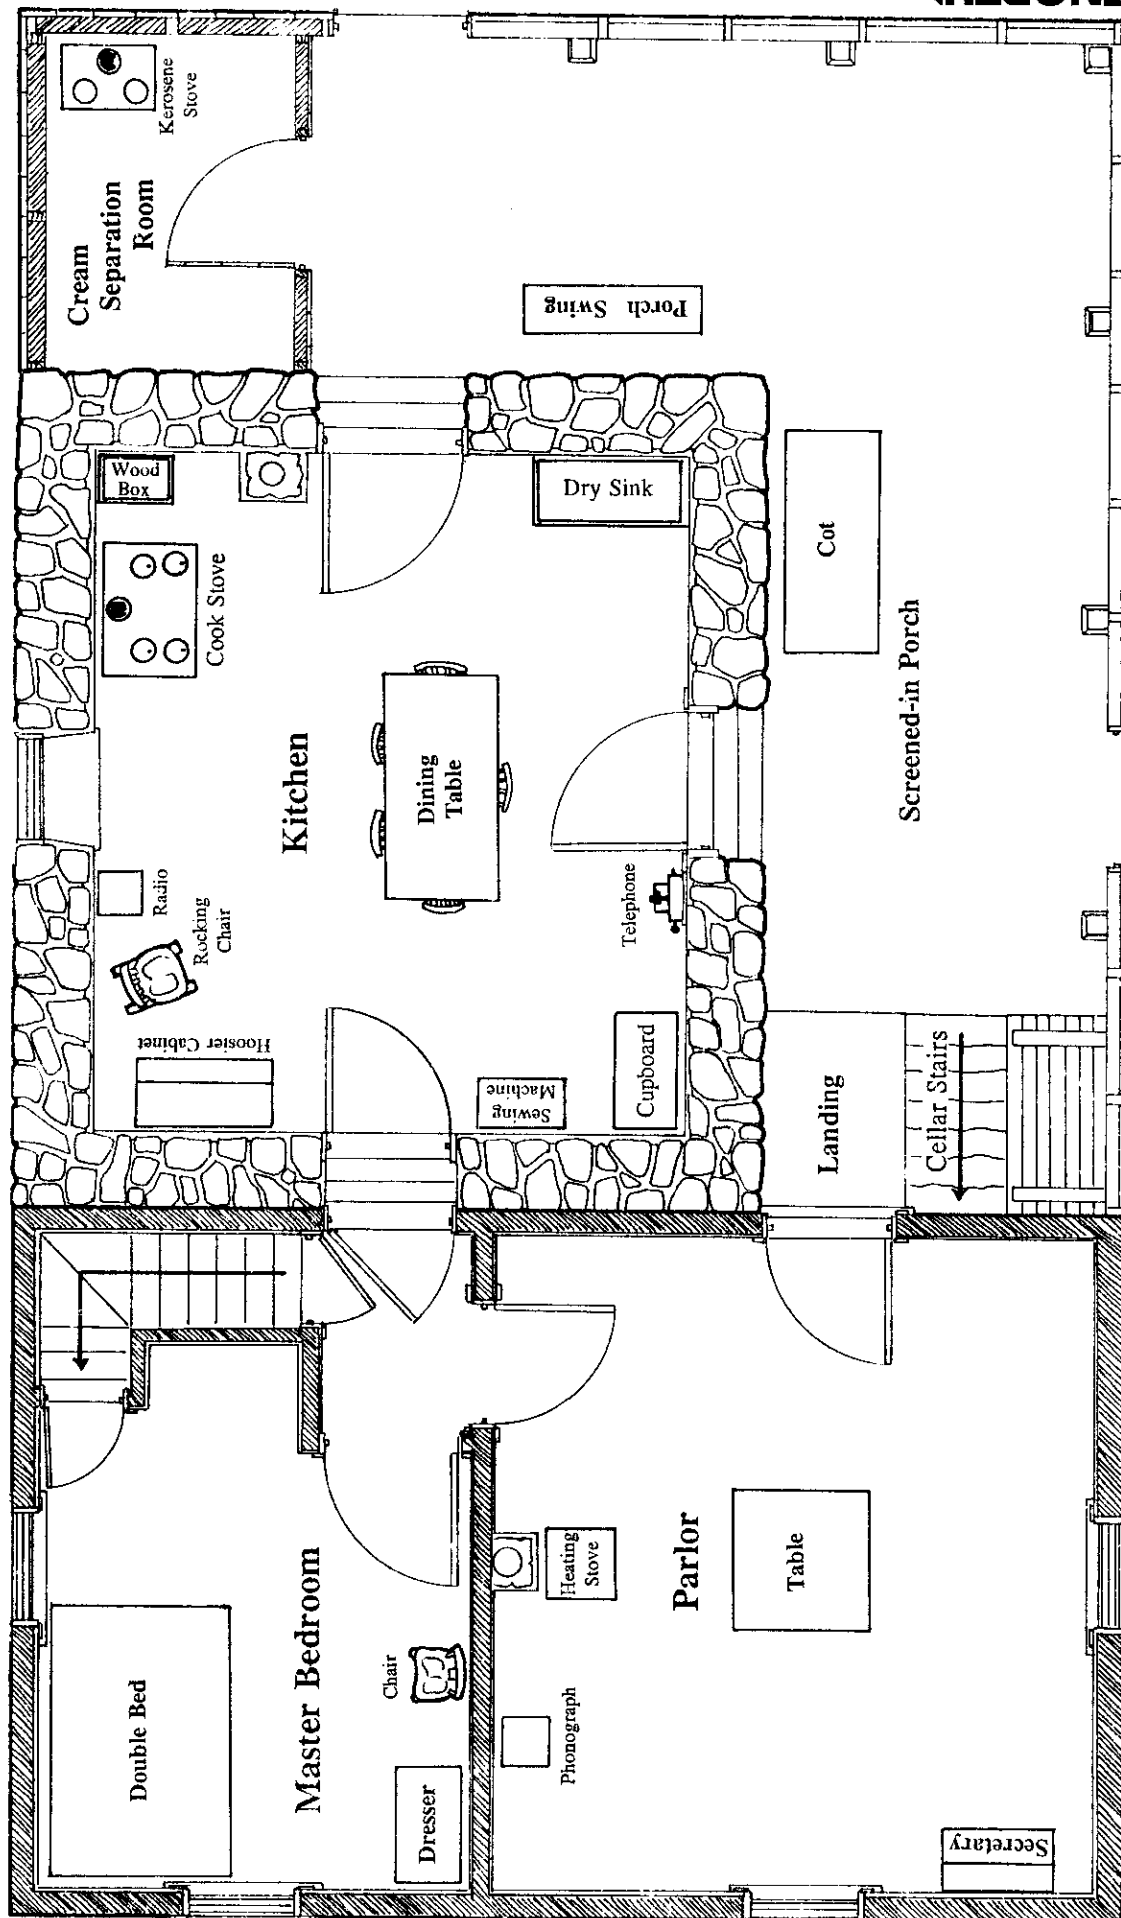 Kerosene
Stove
Cream
Separation
Room
Porch Swing
Wood
Box
Dry Sink
Cook Stove
Cot
Kitchen
Dining
Table
Screened-in Porch
Radio
Rocking
Chair
Telephone
Hoosier Cabinet
Sewing
Machine
Cupboard
Landing
Cellar Stairs
Master Bedroom
Double Bed
Chair
Dresser
Parlor
Heating
Stove
Table
Phonograph
Secretary